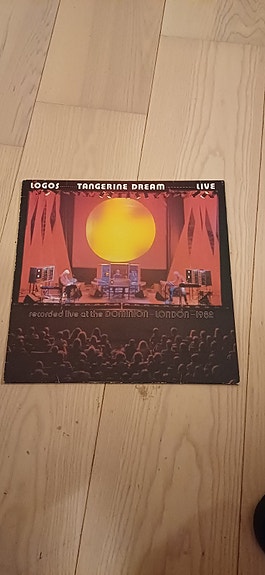 LOGOS TANGERINE DREAM LIVE
recorded live at the DOMINION - LONDON - 1982